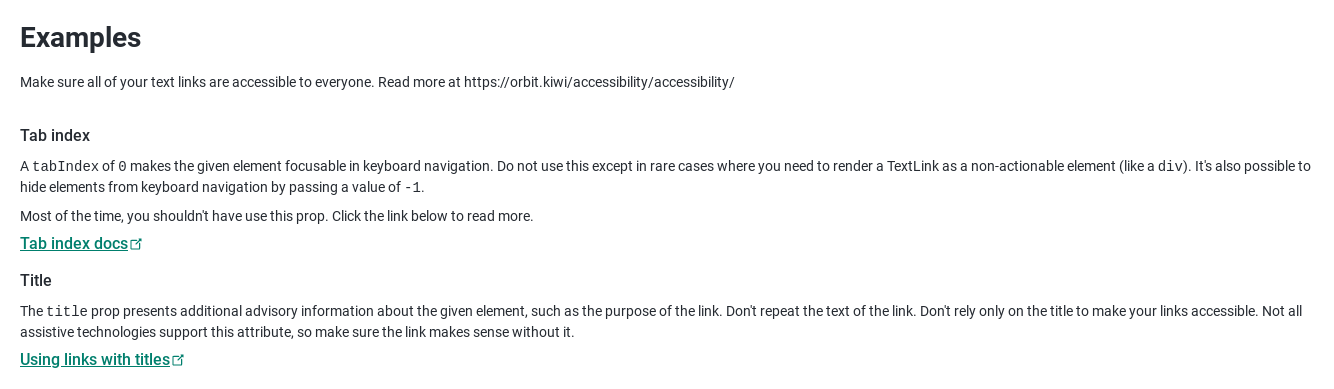 Examples
Make sure all of your text links are accessible to everyone. Read more at https://orbit.kiwi/accessibility/accessibility/
Tab index
A tabIndex of 0 makes the given element focusable in keyboard navigation. Do not use this except in rare cases where you need to render a TextLink as a non-actionable element (like a div). It's also possible to
hide elements from keyboard navigation by passing a value of -1.
Most of the time, you shouldn't have use this prop. Click the link below to read more.
Tab index docs
Title
The title prop presents additional advisory information about the given element, such as the purpose of the link. Don't repeat the text of the link. Don't rely only on the title to make your links accessible. Not all
assistive technologies support this attribute, so make sure the link makes sense without it.
Using links with titles